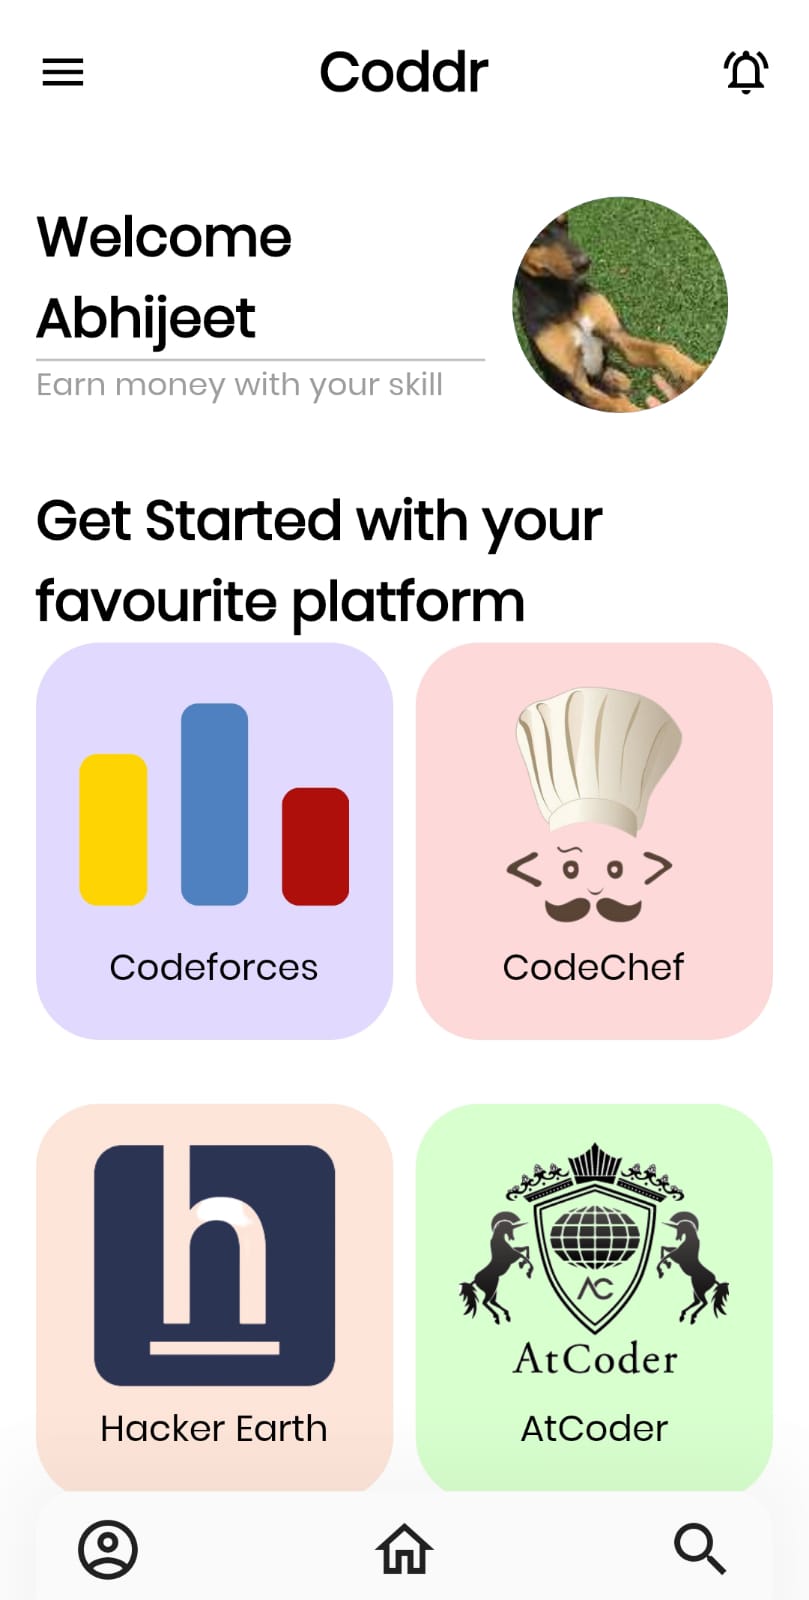 Coddr
Welcome
Abhijeet
Earn money with your skill
Get Started with your
favourite platform
Codeforces
CodeChef
h
AC
AtCoder
Hacker Earth
AtCoder